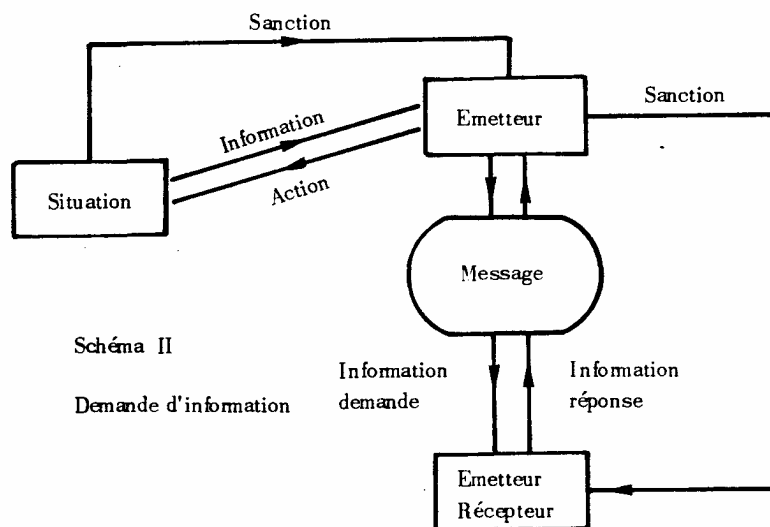 Sanction
Information
Emetteur
Sanction
Situation
Action
Message
Schéma II
Information
demande
Information
réponse
Demande d'information
Emetteur
Récepteur